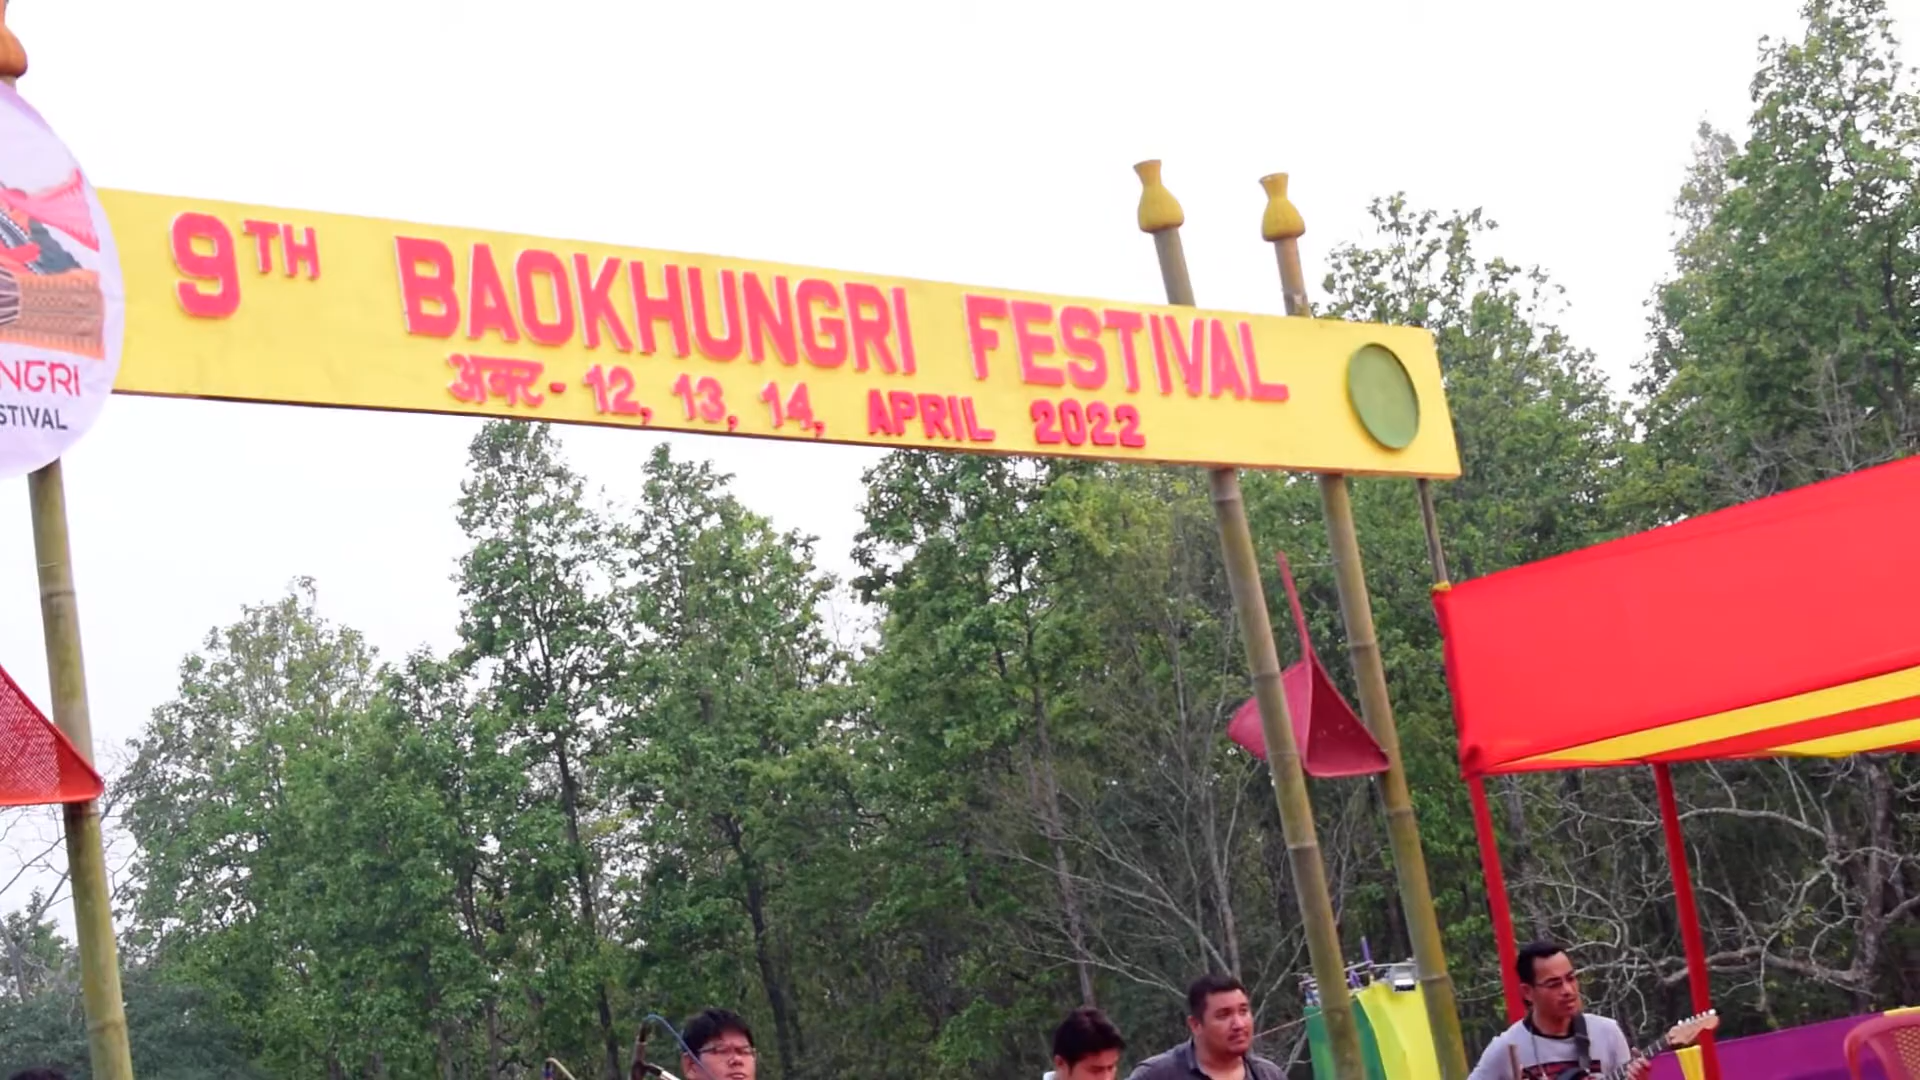 9TH BAOKHUNGRI FESTIVAL
अक्ट- 12, 13, 14, APRIL 2022
NGRI
STIVAL